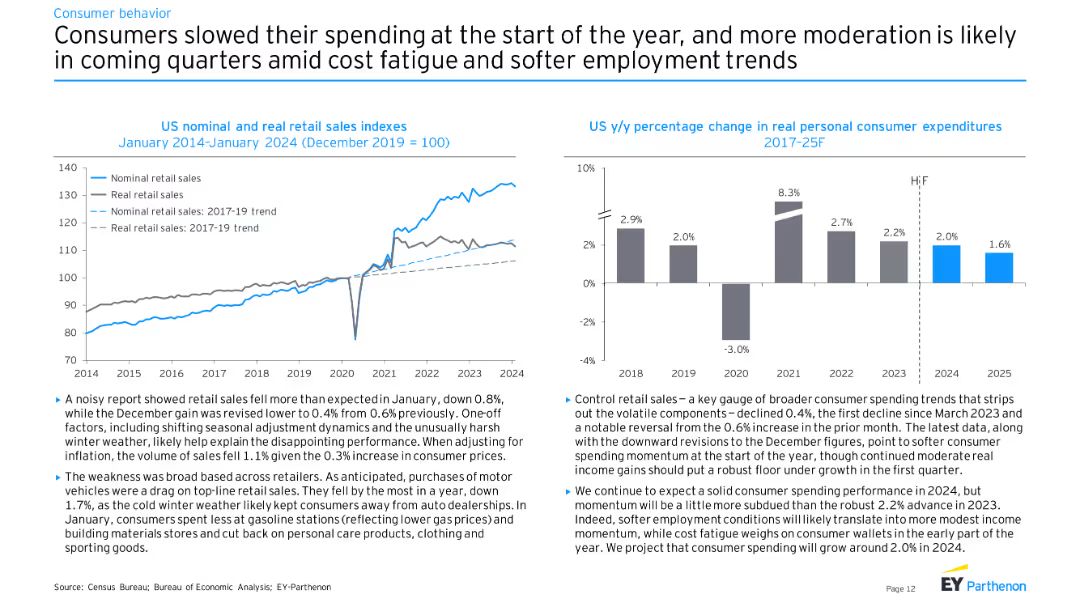 Consumer behavior
Consumers slowed their spending at the start of the year, and more moderation is likely
in coming quarters amid cost fatigue and softer employment trends
US nominal and real retail sales indexes
January 2014–January 2024 (December 2019 = 100)
140
130
120
110
100
90
80
70
Nominal retail sales
Real retail sales
Nominal retail sales: 2017-19 trend
Real retail sales: 2017-19 trend
2014 2015 2016 2017 2018 2019 2020 2021 2022 2023 2024
▸ A noisy report showed retail sales fell more than expected in January, down 0.8%,
while the December gain was revised lower to 0.4% from 0.6% previously. One-off
factors, including shifting seasonal adjustment dynamics and the unusually harsh
winter weather, likely help explain the disappointing performance. When adjusting for
inflation, the volume of sales fell 1.1% given the 0.3% increase in consumer prices.
▸ The weakness was broad based across retailers. As anticipated, purchases of motor
vehicles were a drag on top-line retail sales. They fell by the most in a year, down
1.7%, as the cold winter weather likely kept consumers away from auto dealerships. In
January, consumers spent less at gasoline stations (reflecting lower gas prices) and
building materials stores and cut back on personal care products, clothing and
sporting goods.
US y/y percentage change in real personal consumer expenditures
2017-25F
10%
2%
0%
-2%
-4%
H F
2.9%
2.0%
-3.0%
8.3%
2.7%
2.2%
2.0%
1.6%
2018 2019 2020 2021 2022 2023 2024 2025
▸ Control retail sales – a key gauge of broader consumer spending trends that strips
out the volatile components – declined 0.4%, the first decline since March 2023 and
a notable reversal from the 0.6% increase in the prior month. The latest data, along
with the downward revisions to the December figures, point to softer consumer
spending momentum at the start of the year, though continued moderate real
income gains should put a robust floor under growth in the first quarter.
▸ We continue to expect a solid consumer spending performance in 2024, but
momentum will be a little more subdued than the robust 2.2% advance in 2023.
Indeed, softer employment conditions will likely translate into more modest income
momentum, while cost fatigue weighs on consumer wallets in the early part of the
year. We project that consumer spending will grow around 2.0% in 2024.
Source: Census Bureau; Bureau of Economic Analysis; EY-Parthenon
Page 12
EY Parthenon